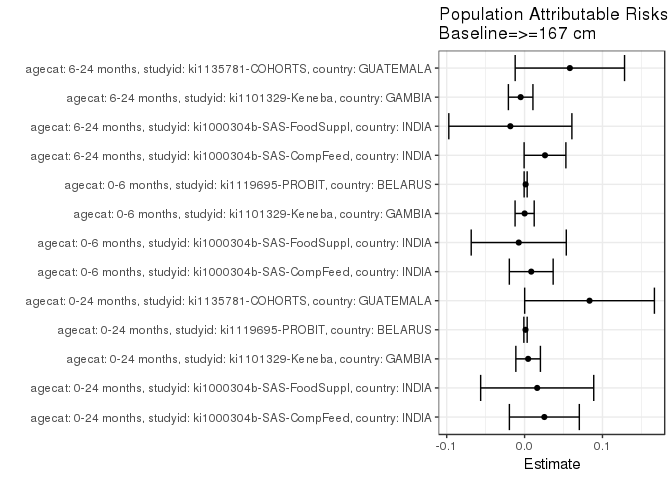 Population Attributable Risks
Baseline=>=167 cm
agecat: 6-24 months, studyid: ki1135781-COHORTS, country: GUATEMALA
agecat: 6-24 months, studyid: ki1101329-Keneba, country: GAMBIA
agecat: 6-24 months, studyid: ki1000304b-SAS-FoodSuppl, country: INDIA
agecat: 6-24 months, studyid: ki1000304b-SAS-CompFeed, country: INDIA
agecat: 0-6 months, studyid: ki1119695-PROBIT, country: BELARUS
agecat: 0-6 months, studyid: ki1101329-Keneba, country: GAMBIA
agecat: 0-6 months, studyid: ki1000304b-SAS-FoodSuppl, country: INDIA
agecat: 0-6 months, studyid: ki1000304b-SAS-CompFeed, country: INDIA
agecat: 0-24 months, studyid: ki1135781-COHORTS, country: GUATEMALA
agecat: 0-24 months, studyid: ki1119695-PROBIT, country: BELARUS
agecat: 0-24 months, studyid: ki1101329-Keneba, country: GAMBIA
agecat: 0-24 months, studyid: ki1000304b-SAS-FoodSuppl, country: INDIA
agecat: 0-24 months, studyid: ki1000304b-SAS-CompFeed, country: INDIA
-0.1 0.0 0.1
Estimate